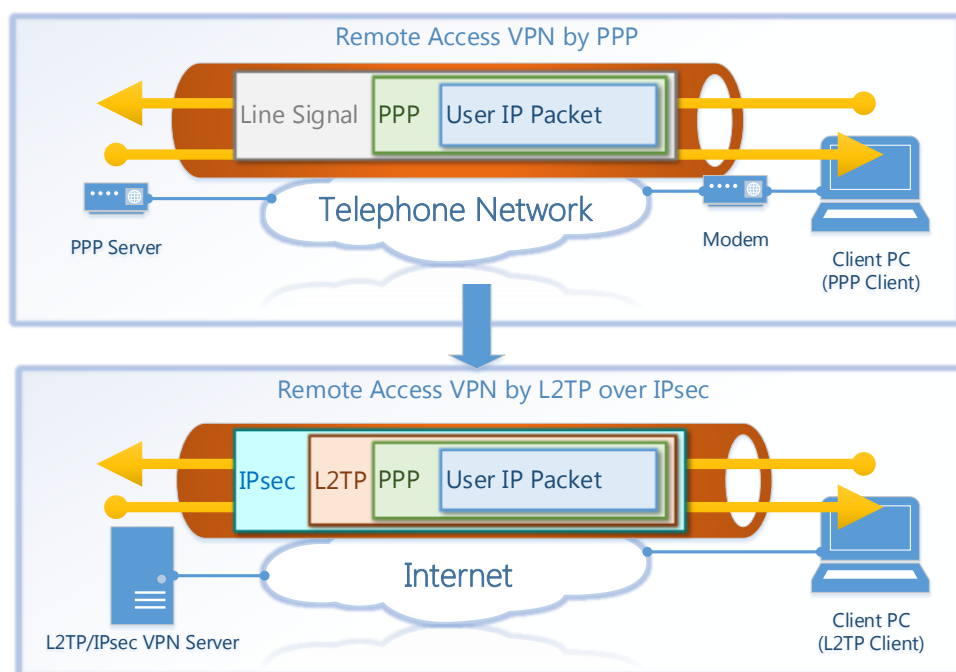 Remote Access VPN by PPP
Line Signal
PPP
User IP Packet
Telephone Network
PPP Server
Modem
Client PC
(PPP Client)
Remote Access VPN by L2TP over IPsec
IPsec
L2TP
PPP
User IP Packet
Internet
L2TP/IPsec VPN Server
Client PC
(L2TP Client)